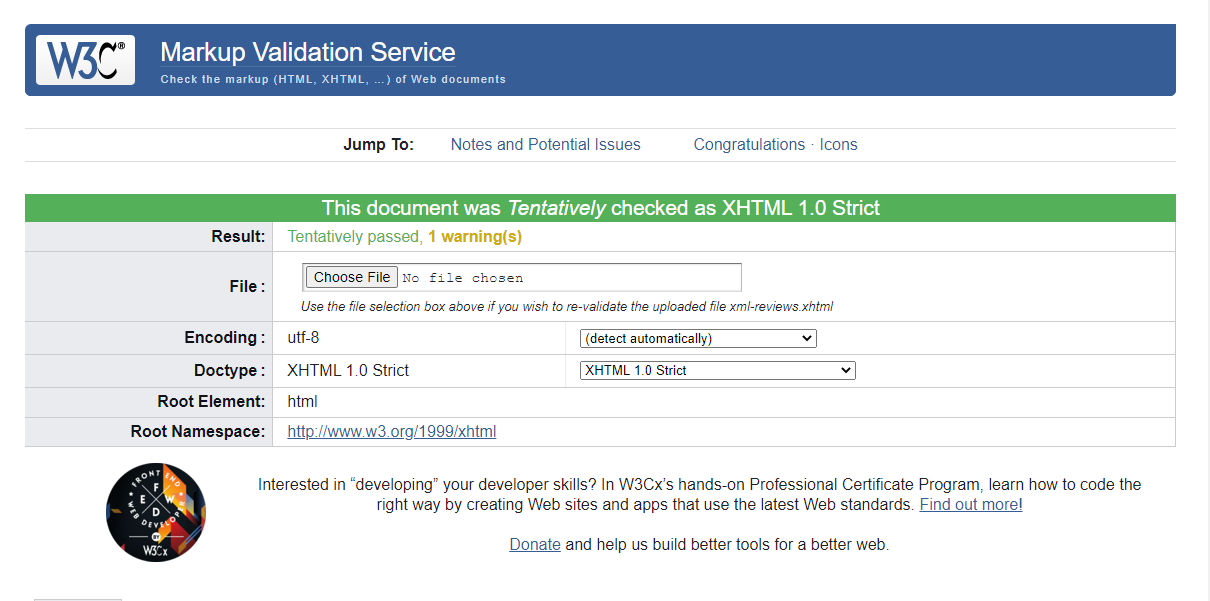 W3C®
Markup Validation Service
Check the markup (HTML, XHTML, …) of Web documents
Jump To: Notes and Potential Issues Congratulations · Icons
This document was Tentatively checked as XHTML 1.0 Strict
Result: Tentatively passed, 1 warning(s)
File : Choose File No file chosen
Use the file selection box above if you wish to re-validate the uploaded file xml-reviews.xhtml
Encoding : utf-8 (detect automatically)
Doctype : XHTML 1.0 Strict XHTML 1.0 Strict
Root Element: html
Root Namespace: http://www.w3.org/1999/xhtml
FRONT END
F
E W
D
WEB DEVELOPER
BY
W3Cx
Interested in “developing” your developer skills? In W3Cx’s hands-on Professional Certificate Program, learn how to code the
right way by creating Web sites and apps that use the latest Web standards. Find out more!
Donate and help us build better tools for a better web.